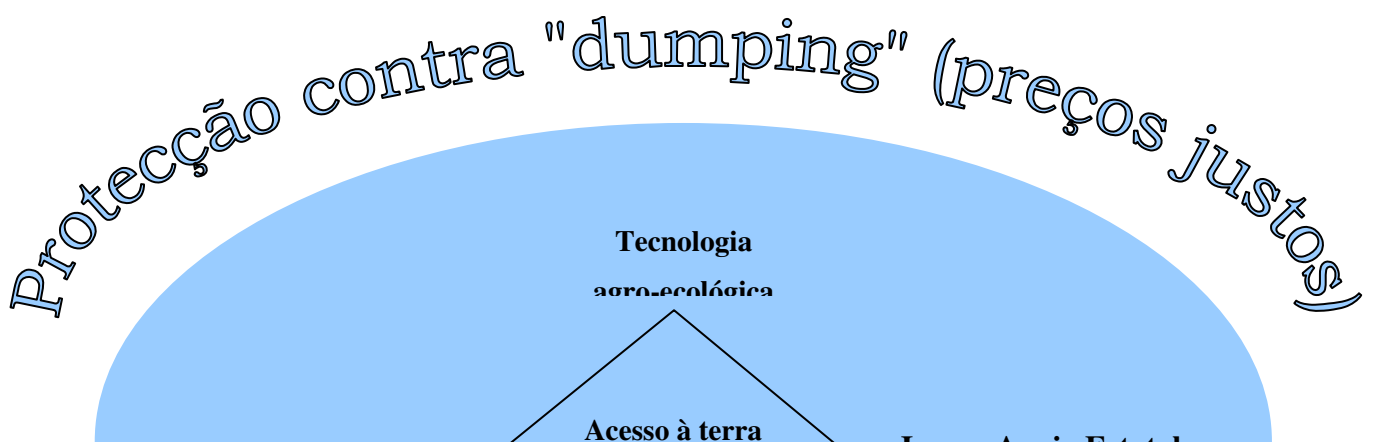 Protecção contra "dumping" (preços justos)
Tecnologia
agro-ecológica
Acesso à terra